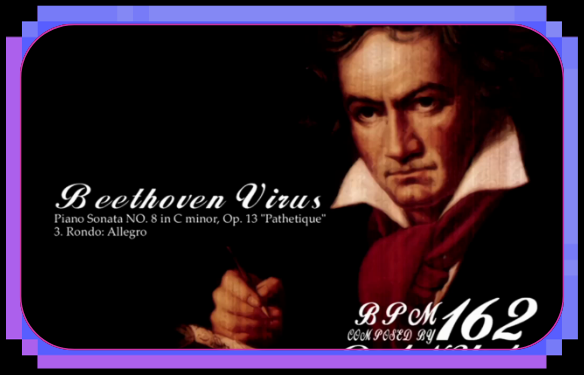 Beethoven Virus
Piano Sonata NO. 8 in C minor, Op. 13 "Pathetique"
3. Rondo: Allegro
BPM 162
COMPOSED BY